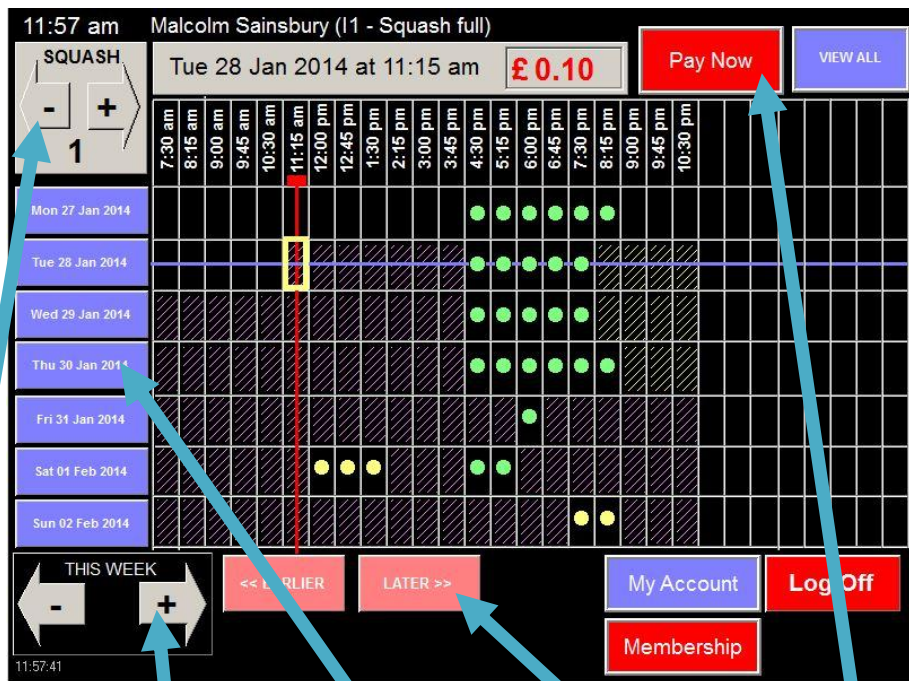 11:57 am Malcolm Sainsbury (I1 - Squash full)
SQUASH
- +
1
Tue 28 Jan 2014 at 11:15 am £ 0.10
Pay Now
VIEW ALL
7:30 am
8:15 am
9:00 am
9:45 am
10:30 am
11:15 am
12:00 pm
12:45 pm
1:30 pm
2:15 pm
3:00 pm
3:45 pm
4:30 pm
5:15 pm
6:00 pm
6:45 pm
7:30 pm
8:15 pm
9:00 pm
9:45 pm
10:30 pm
Mon 27 Jan 2014
Tue 28 Jan 2014
Wed 29 Jan 2014
Thu 30 Jan 2014
Fri 31 Jan 2014
Sat 01 Feb 2014
Sun 02 Feb 2014
THIS WEEK
- +
<< EARLIER
LATER >>
My Account
Log Off
Membership
11:57:41